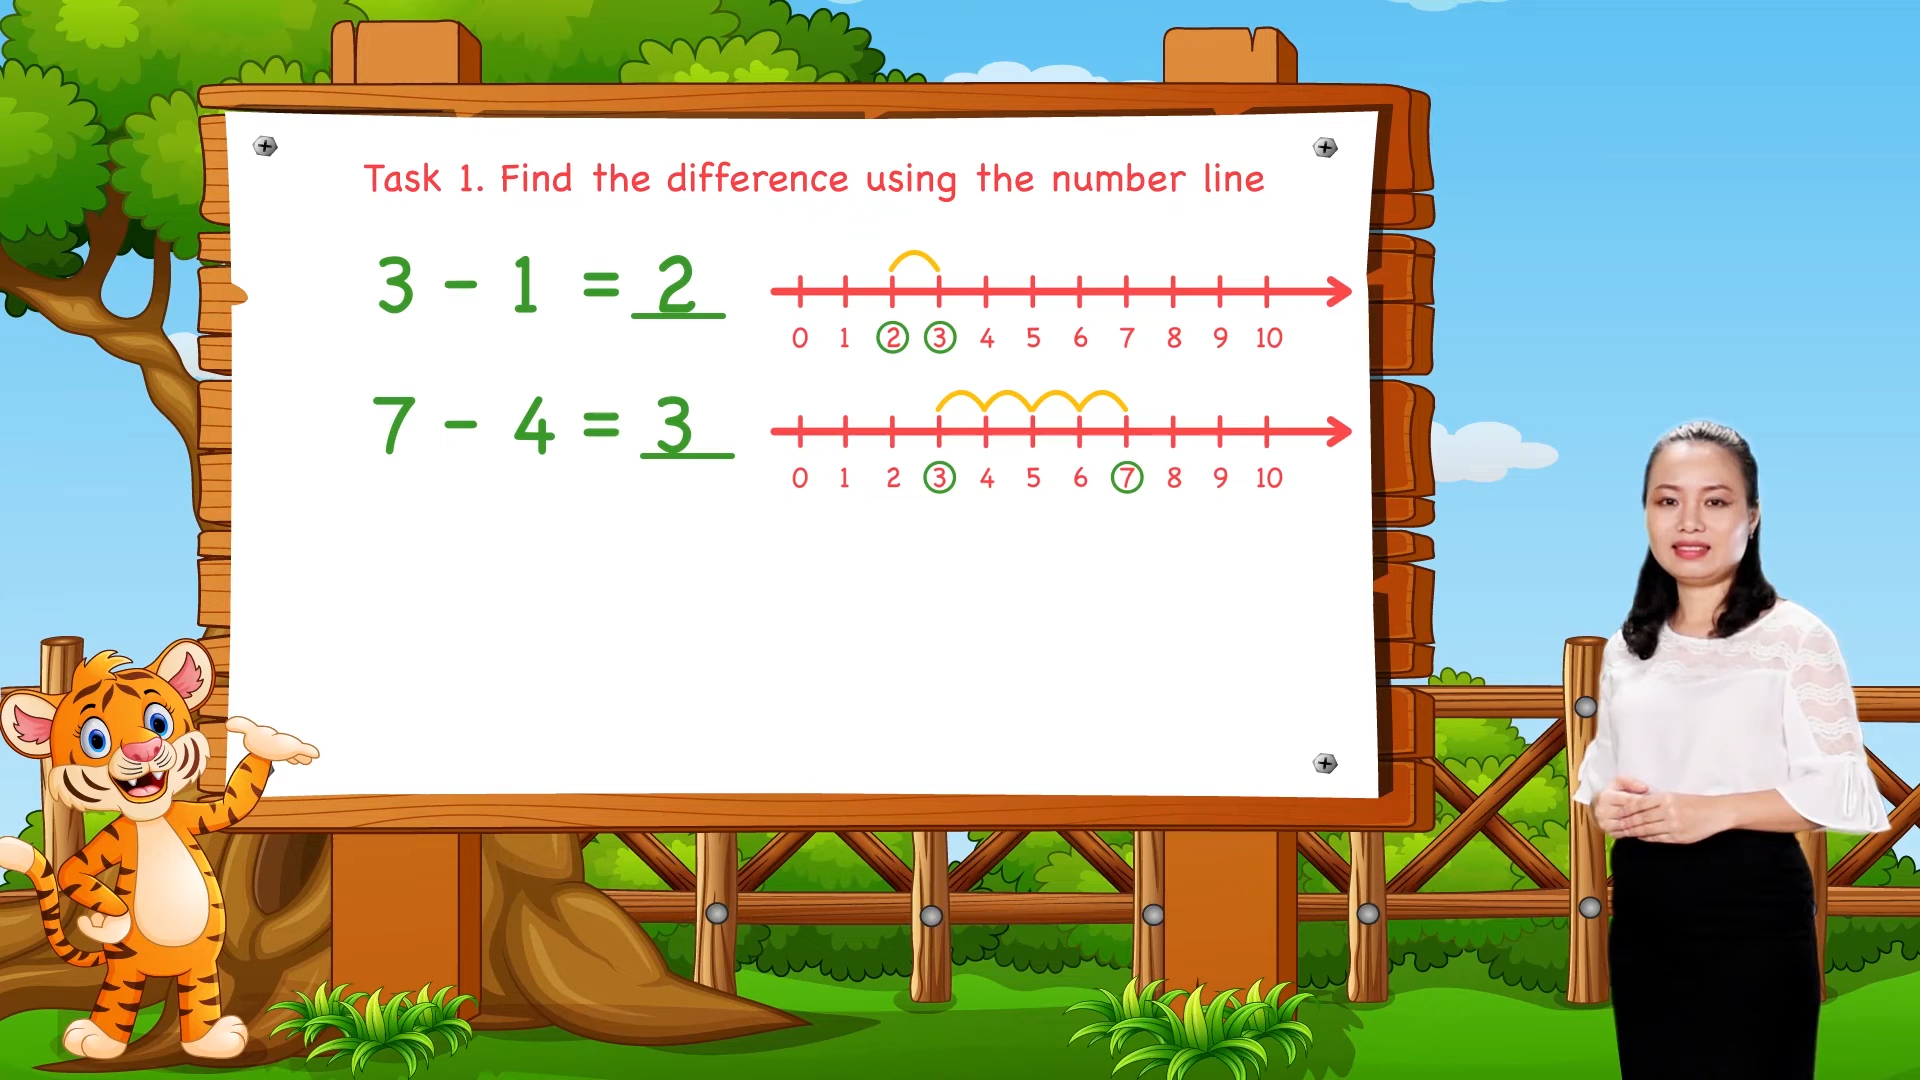 Task 1. Find the difference using the number line
3 - 1 = 2
0 1 2 3 4 5 6 7 8 9 10
7 - 4 = 3
0 1 2 3 4 5 6 7 8 9 10